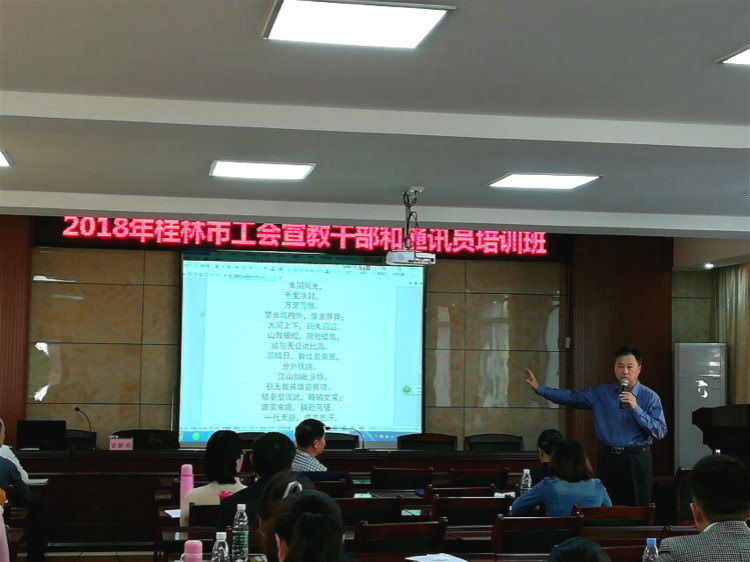 2018年桂林市工会宣教干部和通讯员培训班
北国风光，
千里冰封，
万里雪飘。
望长城内外，惟余莽莽；
大河上下，顿失滔滔。
山舞银蛇，原驰蜡象，
欲与天公试比高。
须晴日，看红装素裹，
分外妖娆。
江山如此多娇，
引无数英雄竞折腰。
惜秦皇汉武，略输文采；
唐宗宋祖，稍逊风骚。
一代天骄，成吉思汗，